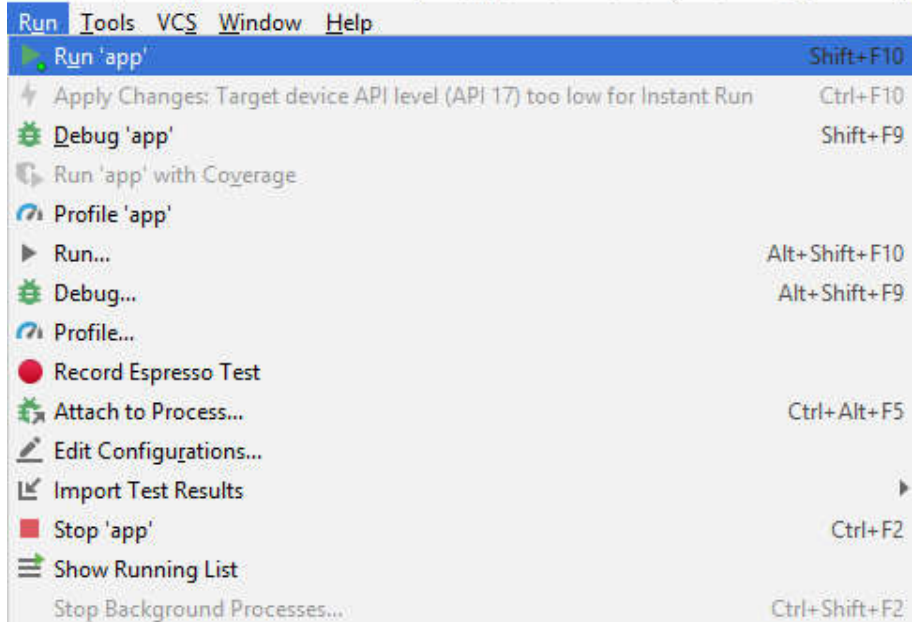 Run Tools VCS Window Help
Run 'app' Shift+F10
Apply Changes: Target device API level (API 17) too low for Instant Run Ctrl+F10
Debug 'app' Shift+F9
Run 'app' with Coverage
Profile 'app'
Run... Alt+Shift+F10
Debug... Alt+Shift+F9
Profile...
Record Espresso Test
Attach to Process... Ctrl+Alt+F5
Edit Configurations...
Import Test Results
Stop 'app' Ctrl+F2
Show Running List
Stop Background Processes... Ctrl+Shift+F2